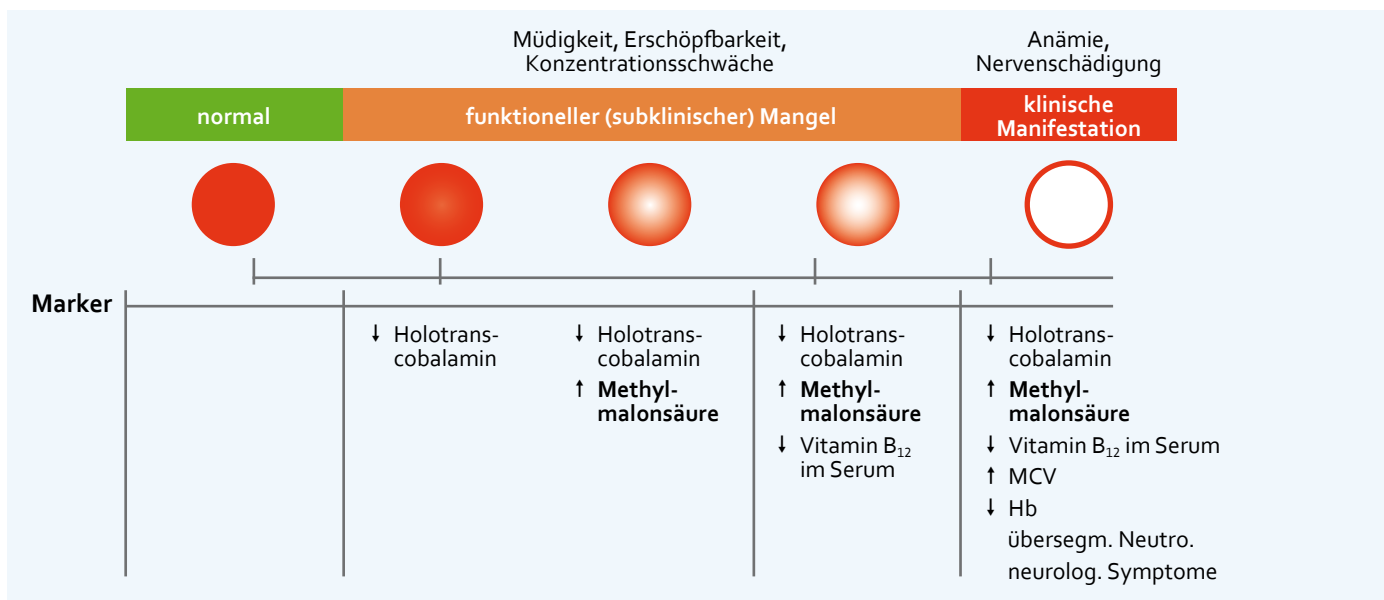 Müdigkeit, Erschöpfbarkeit,
Konzentrationsschwäche
Anämie,
Nervenschädigung
normal
funktioneller (subklinischer) Mangel
klinische
Manifestation
Marker
↓ Holotrans-
cobalamin
↓ Holotrans-
cobalamin
↑ Methyl-
malonsäure
↓ Holotrans-
cobalamin
↑ Methyl-
malonsäure
↓ Vitamin B₁₂
im Serum
↓ Holotrans-
cobalamin
↑ Methyl-
malonsäure
↓ Vitamin B₁₂ im Serum
↑ MCV
↓ Hb
übersegm. Neutro.
neurolog. Symptome